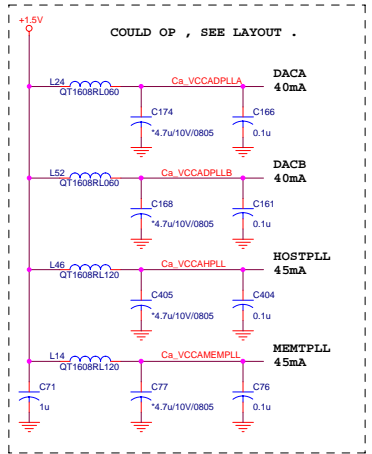 +1.5V
COULD OP , SEE LAYOUT .
L24
QT1608RL060
Ca_VCCADPLLA
DACA
40mA
C174
*4.7u/10V/0805
C166
0.1u
L52
QT1608RL060
Ca_VCCADPLLB
DACB
40mA
C168
*4.7u/10V/0805
C161
0.1u
L46
QT1608RL120
Ca_VCCAHPLL
HOSTPLL
45mA
C405
*4.7u/10V/0805
C404
0.1u
L14
QT1608RL120
Ca_VCCAMEMPLL
MEMTPLL
45mA
C71
1u
C77
*4.7u/10V/0805
C76
0.1u